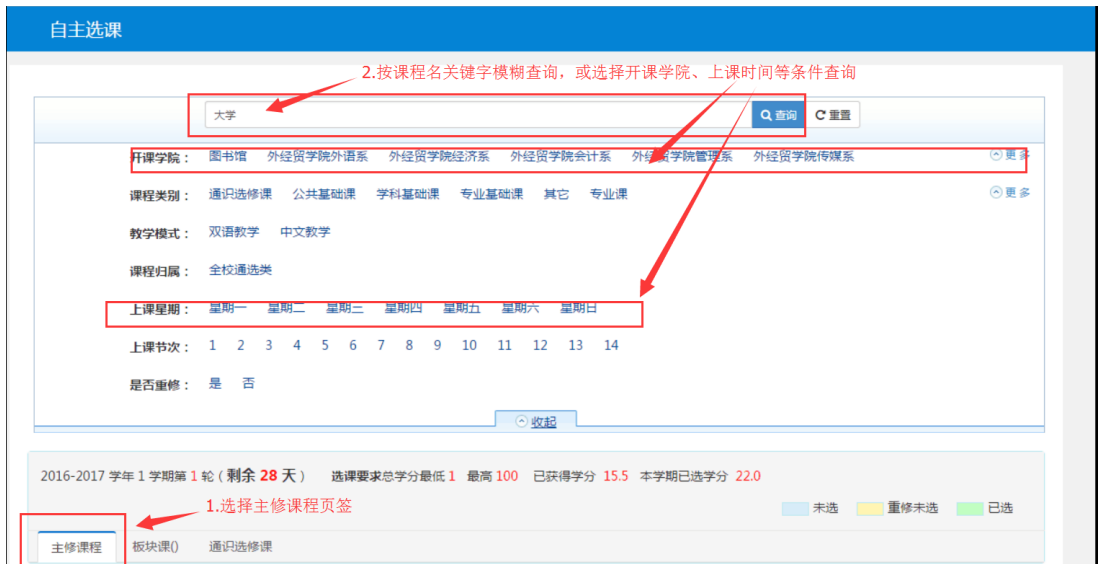 自主选课
2.按课程名关键字模糊查询，或选择开课学院、上课时间等条件查询
大学 查询 重置
开课学院： 图书馆 外经贸学院外语系 外经贸学院经济系 外经贸学院会计系 外经贸学院管理系 外经贸学院传媒系 更多
课程类别： 通识选修课 公共基础课 学科基础课 专业基础课 其它 专业课 更多
教学模式： 双语教学 中文教学
课程归属： 全校通选类
上课星期： 星期一 星期二 星期三 星期四 星期五 星期六 星期日
上课节次： 1 2 3 4 5 6 7 8 9 10 11 12 13 14
是否重修： 是 否
收起
2016-2017 学年 1 学期第 1 轮（剩余 28 天） 选课要求总学分最低 1 最高 100 已获得学分 15.5 本学期已选学分 22.0
1.选择主修课程页签
未选 重修未选 已选
主修课程 板块课() 通识选修课